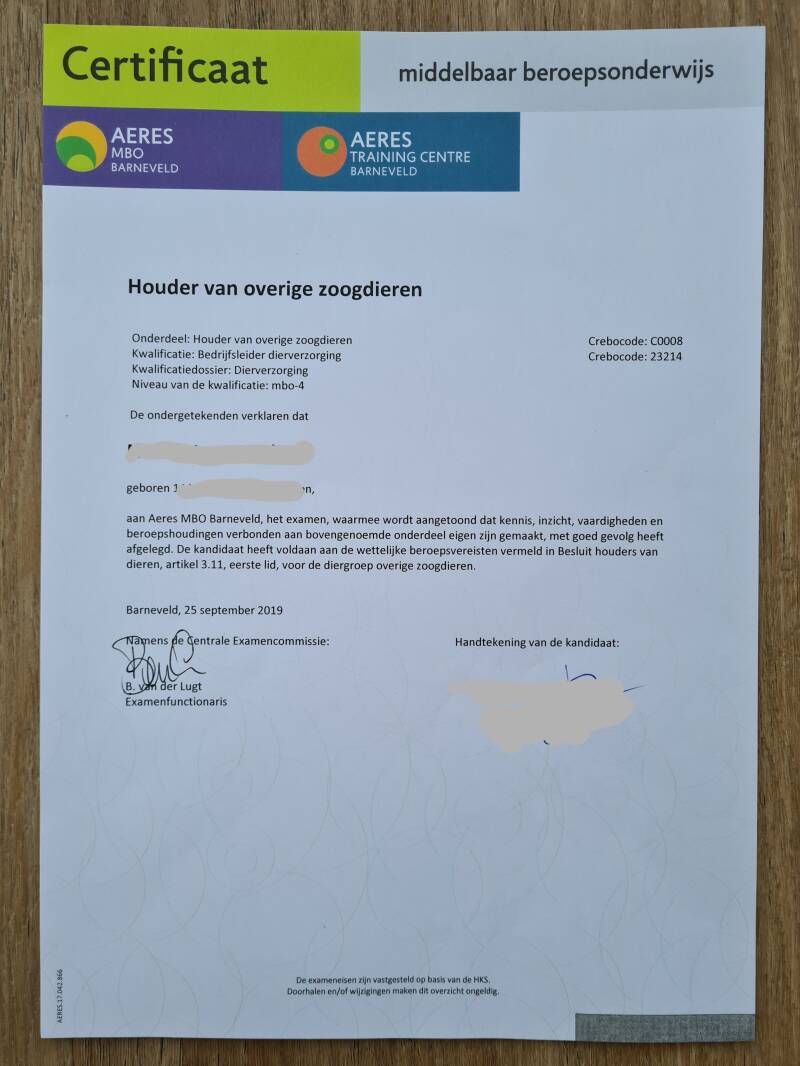 Certificaat
middelbaar beroepsonderwijs
AERES
MBO
BARNEVELD
AERES
TRAINING CENTRE
BARNEVELD
Houder van overige zoogdieren
Onderdeel: Houder van overige zoogdieren
Crebocode: C0008
Kwalificatie: Bedrijfsleider dierverzorging
Crebocode: 23214
Kwalificatiedossier: Dierverzorging
Niveau van de kwalificatie: mbo-4
De ondergetekenden verklaren dat
geboren
aan Aeres MBO Barneveld, het examen, waarmee wordt aangetoond dat kennis, inzicht, vaardigheden en
beroepshoudingen verbonden aan bovengenoemde onderdeel eigen zijn gemaakt, met goed gevolg heeft
afgelegd. De kandidaat heeft voldaan aan de wettelijke beroepsvereisten vermeld in Besluit houders van
dieren, artikel 3.11, eerste lid, voor de diergroep overige zoogdieren.
Barneveld, 25 september 2019
Namens de Centrale Examencommissie:
Handtekening van de kandidaat:
B. van der Lugt
Examenfunctionaris
De exameneisen zijn vastgesteld op basis van de HKS.
Doorhalen en/of wijzigingen maken dit overzicht ongeldig.
AERES.17.042.866